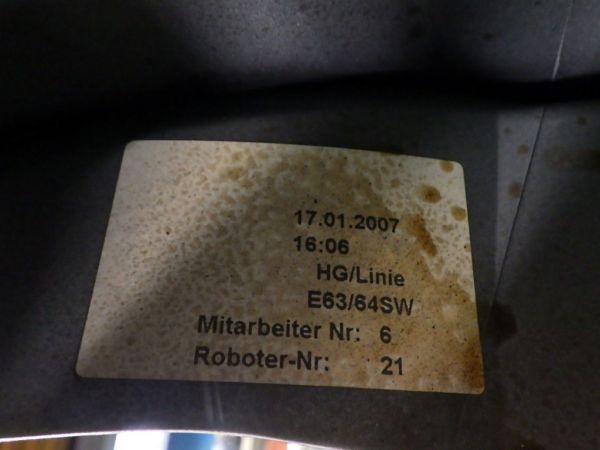 17.01.2007
16:06
HG/Linie
E63/64SW
Mitarbeiter Nr: 6
Roboter-Nr: 21